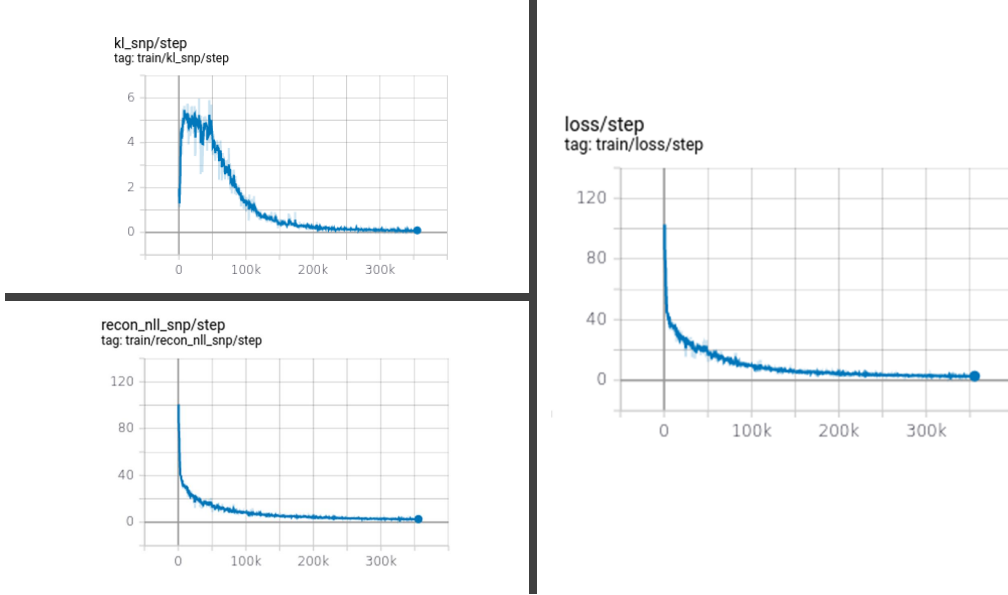 kl_snp/step
tag: train/kl_snp/step
6
4
2
0
0 100k 200k 300k
recon_nll_snp/step
tag: train/recon_nll_snp/step
120
80
40
0
0 100k 200k 300k
loss/step
tag: train/loss/step
120
80
40
0
0 100k 200k 300k